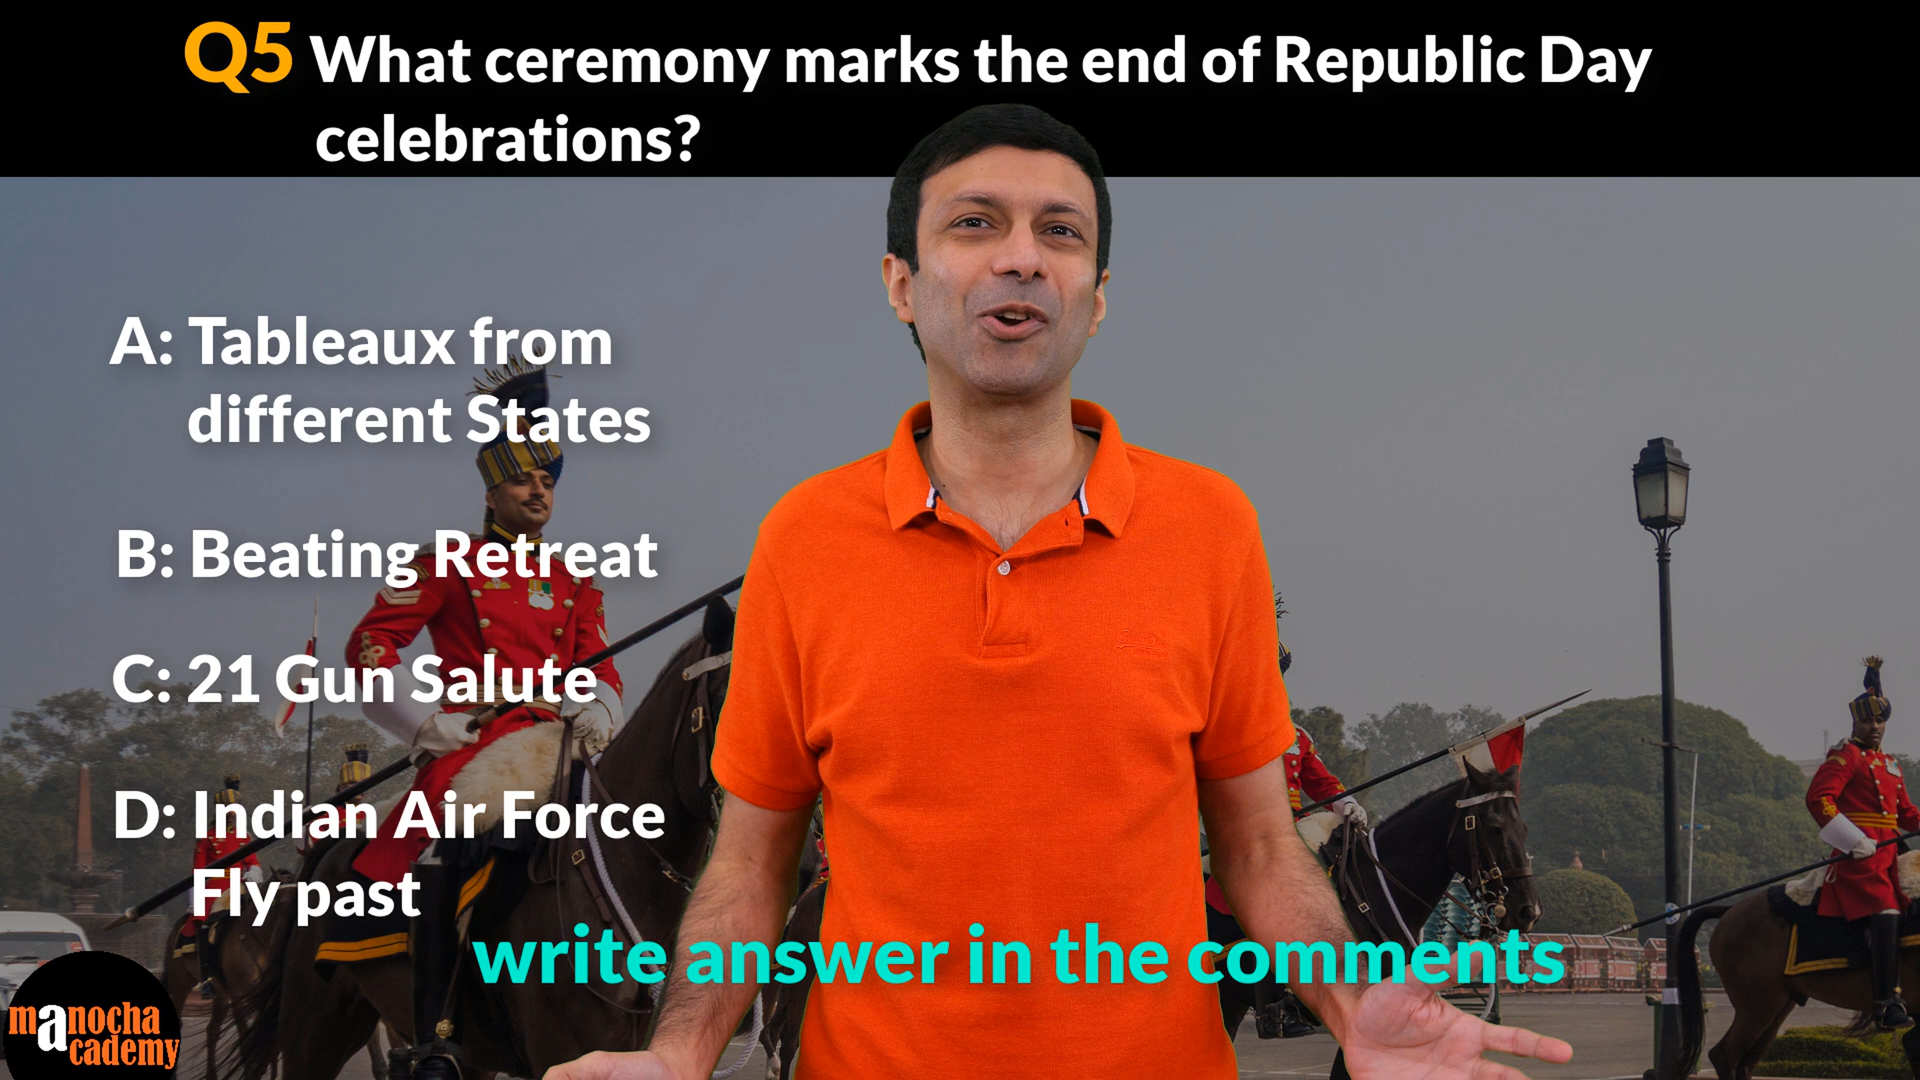 Q5 What ceremony marks the end of Republic Day
celebrations?
A: Tableaux from
different States
B: Beating Retreat
C: 21 Gun Salute
D: Indian Air Force
Fly past
write answer in the comments
manocha
academy